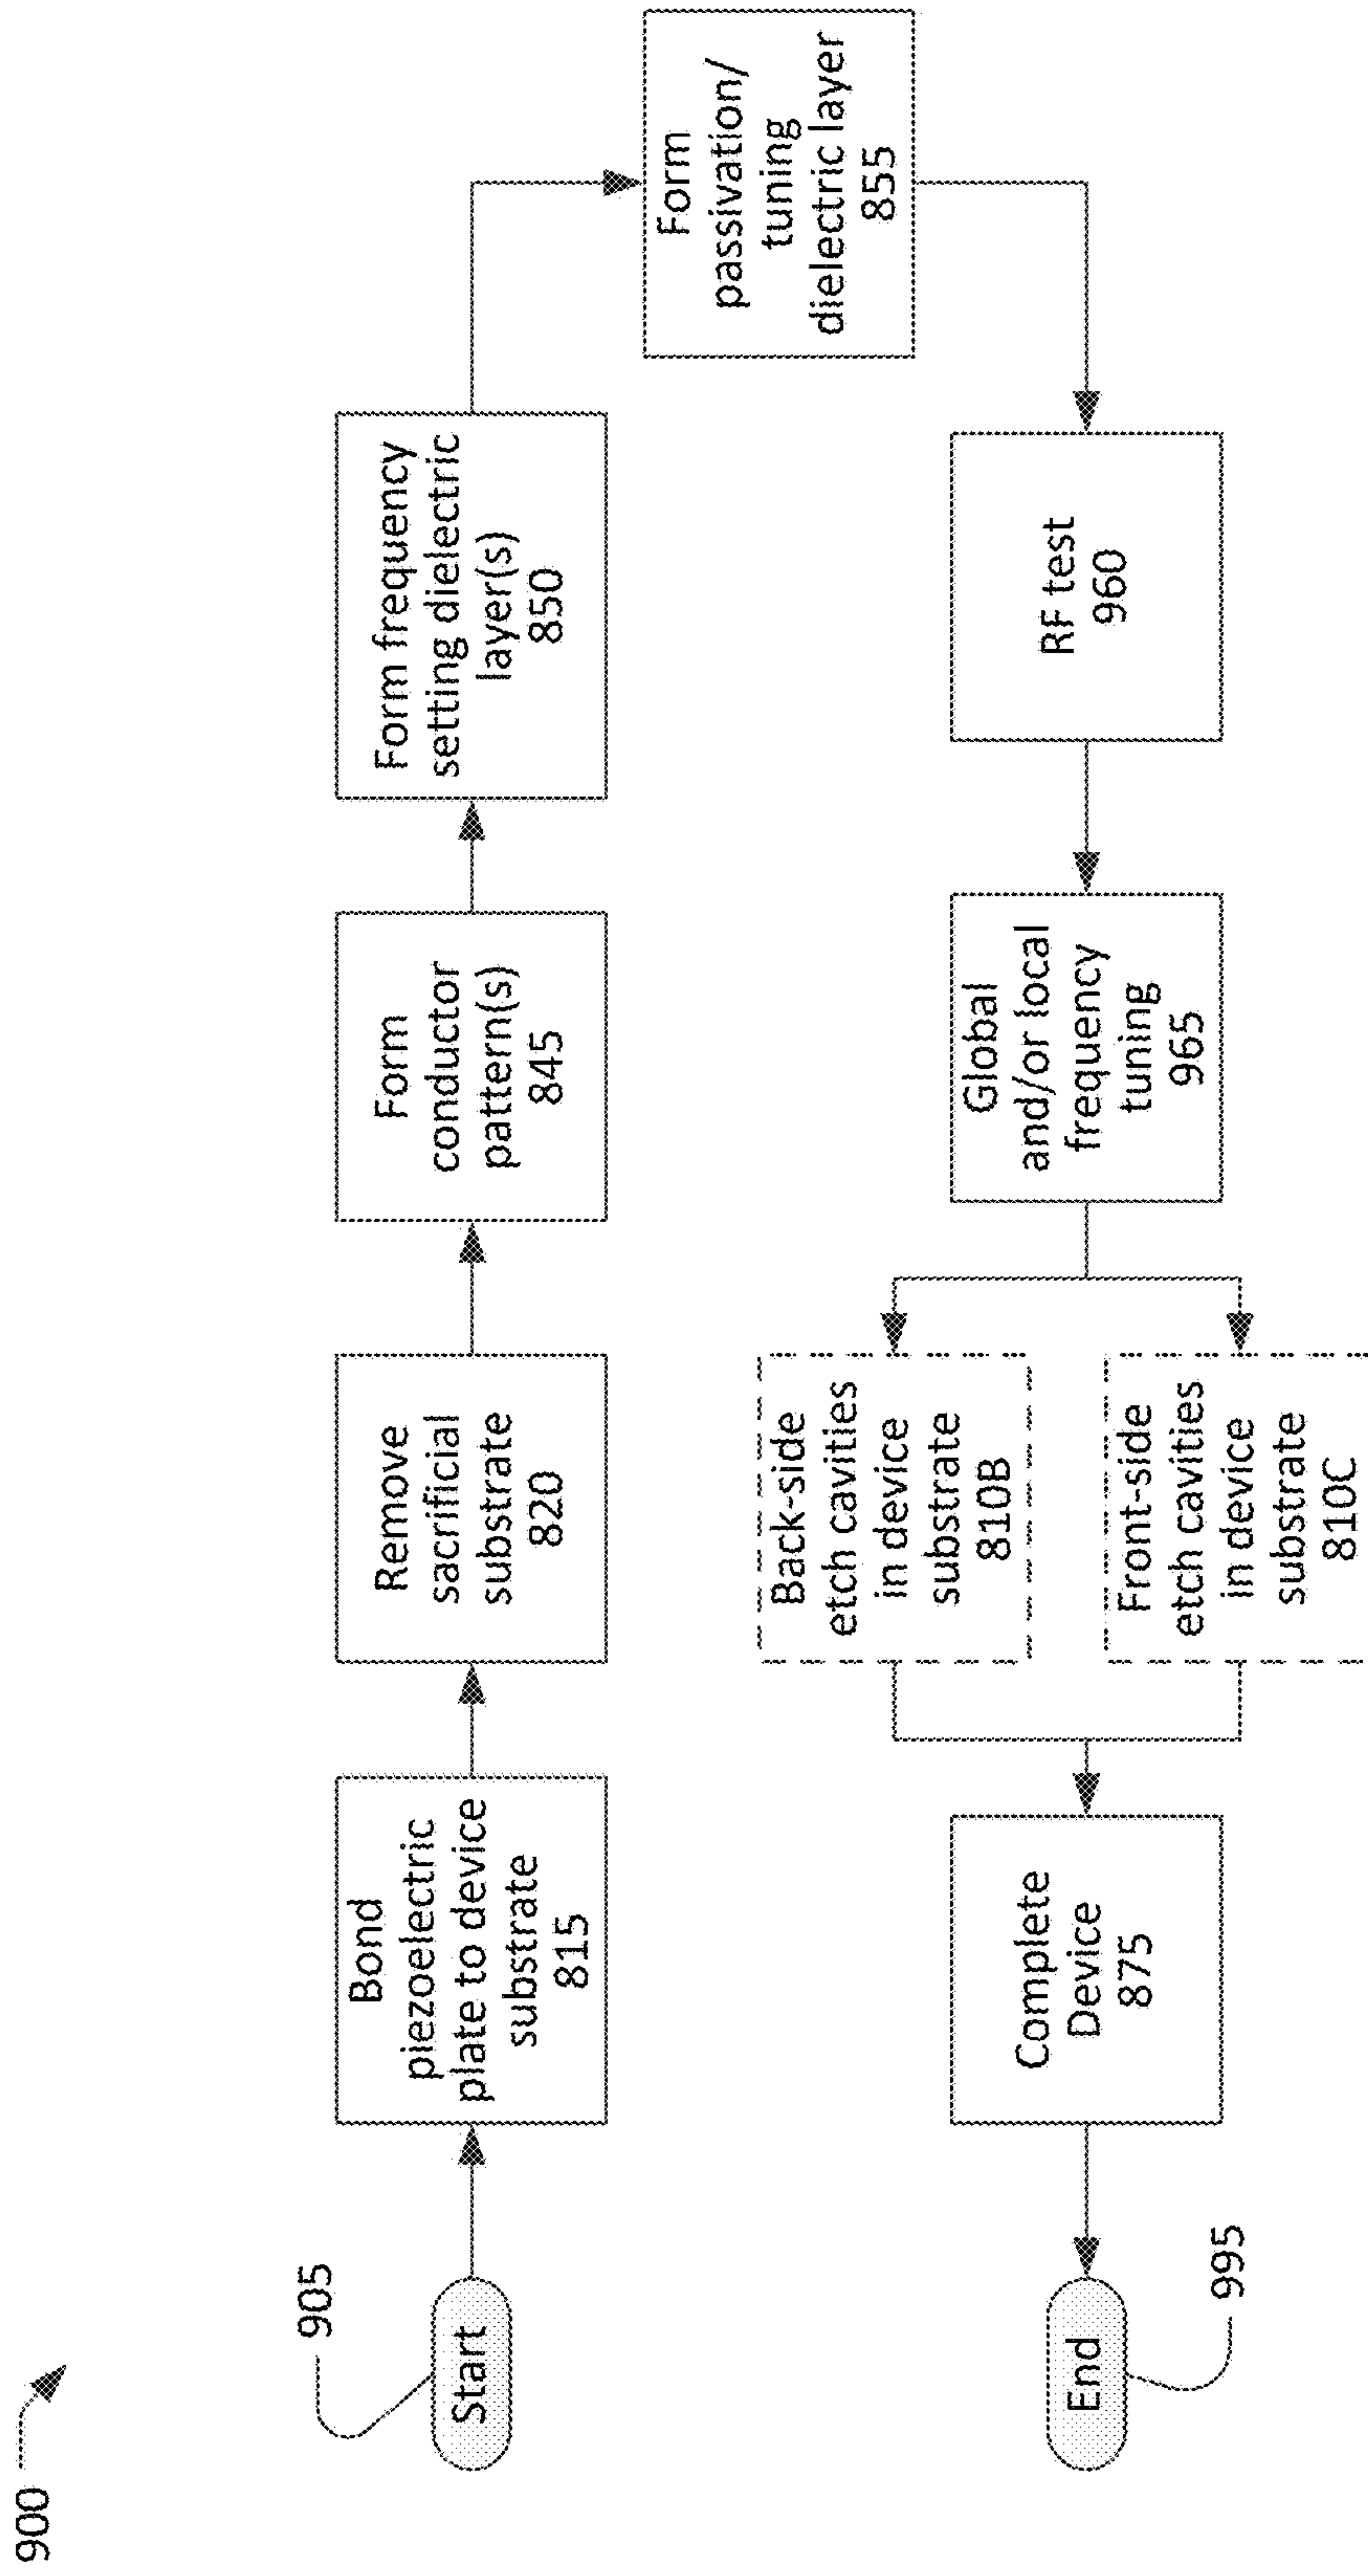 900
905
Start
Bond
piezoelectric
plate to device
substrate
815
Remove
sacrificial
substrate
820
Form
conductor
pattern(s)
845
Form frequency
setting dielectric
layer(s)
850
Form
passivation/
tuning
dielectric layer
855
RF test
960
Global
and/or local
frequency
tuning
965
Back-side
etch cavities
in device
substrate
810B
Front-side
etch cavities
in device
substrate
810C
Complete
Device
875
End
995